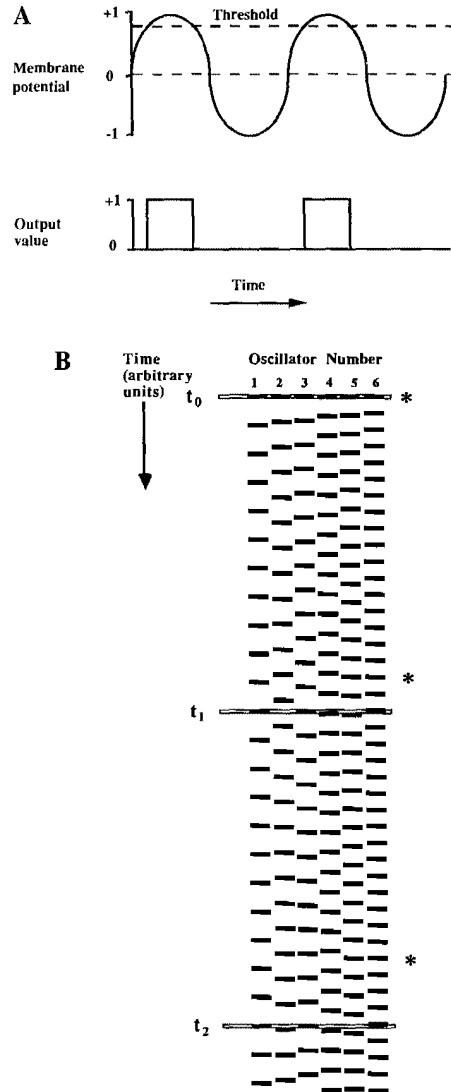 A
+1
Threshold
Membrane
potential
0
-1
+1
Output
value
0
Time
B
Time
(arbitrary
units)
Oscillator Number
1 2 3 4 5 6
t0
*
*
t1
*
t2